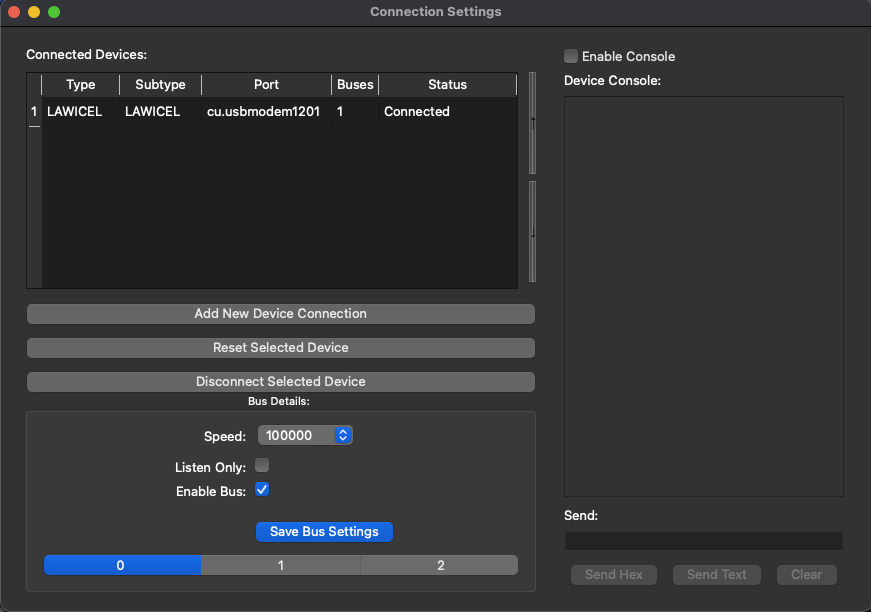 Connection Settings
Connected Devices:
Type Subtype Port Buses Status
1 LAWICEL LAWICEL cu.usbmodem1201 1 Connected
Add New Device Connection
Reset Selected Device
Disconnect Selected Device
Bus Details:
Speed: 100000
Listen Only:
Enable Bus:
Save Bus Settings
0 1 2
Enable Console
Device Console:
Send:
Send Hex Send Text Clear